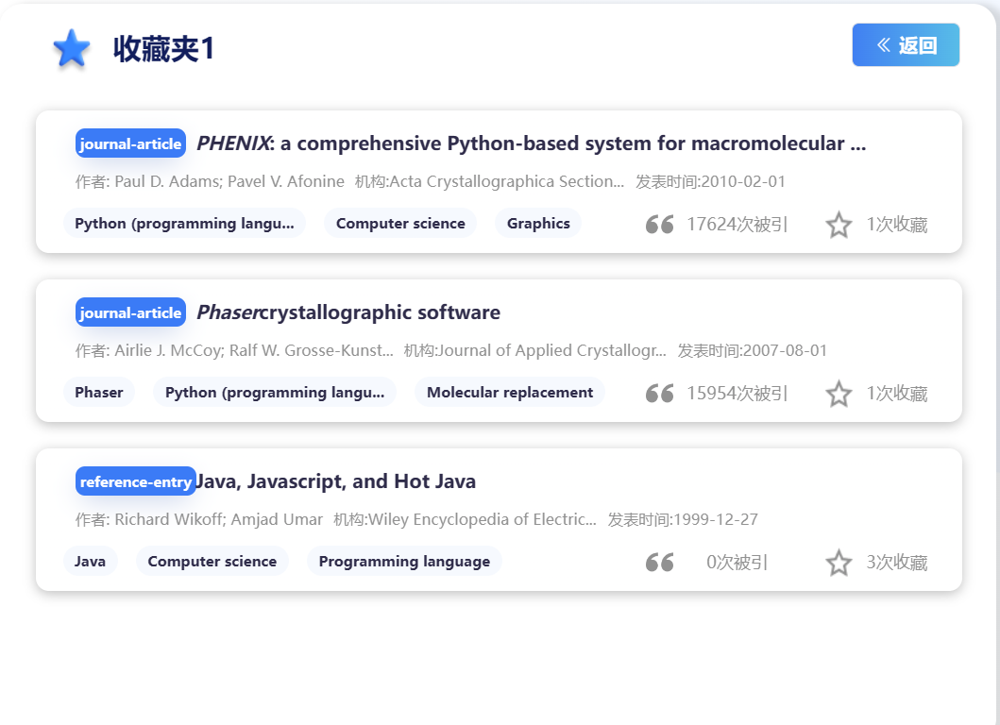 收藏夹1
返回
journal-article PHENIX: a comprehensive Python-based system for macromolecular ...
作者: Paul D. Adams; Pavel V. Afonine 机构:Acta Crystallographica Section... 发表时间:2010-02-01
Python (programming langu... Computer science Graphics 17624次被引 1次收藏
journal-article Phasercrystallographic software
作者: Airlie J. McCoy; Ralf W. Grosse-Kunst... 机构:Journal of Applied Crystallogr... 发表时间:2007-08-01
Phaser Python (programming langu... Molecular replacement 15954次被引 1次收藏
reference-entry Java, Javascript, and Hot Java
作者: Richard Wikoff; Amjad Umar 机构:Wiley Encyclopedia of Electric... 发表时间:1999-12-27
Java Computer science Programming language 0次被引 3次收藏